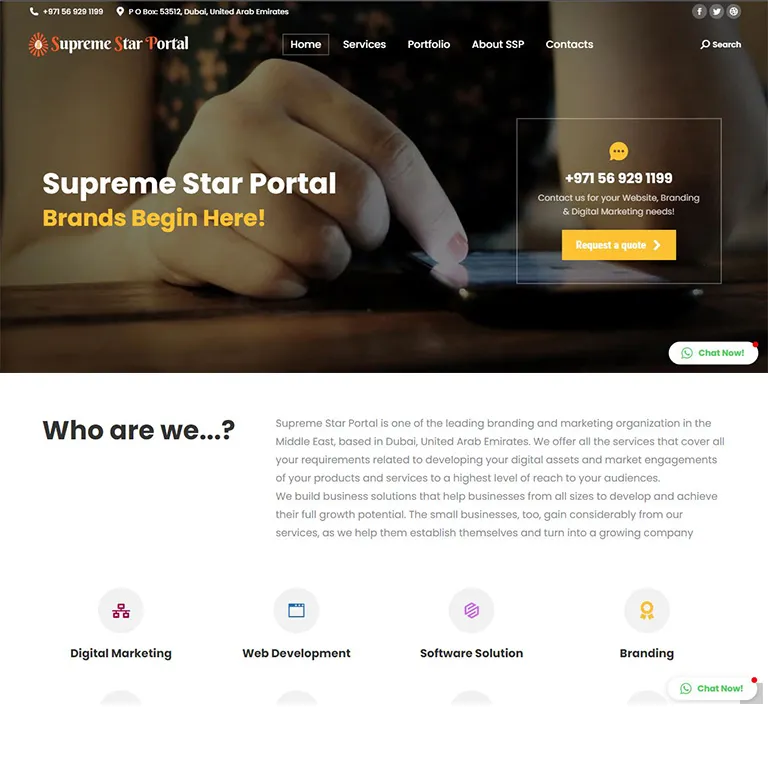 +971 56 929 1199 P O Box: 53512, Dubai, United Arab Emirates
Supreme Star Portal
Home Services Portfolio About SSP Contacts Search
Supreme Star Portal
Brands Begin Here!
+971 56 929 1199
Contact us for your Website, Branding
& Digital Marketing needs!
Request a quote
Chat Now!
Who are we...?
Supreme Star Portal is one of the leading branding and marketing organization in the
Middle East, based in Dubai, United Arab Emirates. We offer all the services that cover all
your requirements related to developing your digital assets and market engagements
of your products and services to a highest level of reach to your audiences.
We build business solutions that help businesses from all sizes to develop and achieve
their full growth potential. The small businesses, too, gain considerably from our
services, as we help them establish themselves and turn into a growing company
Digital Marketing Web Development Software Solution Branding
Chat Now!